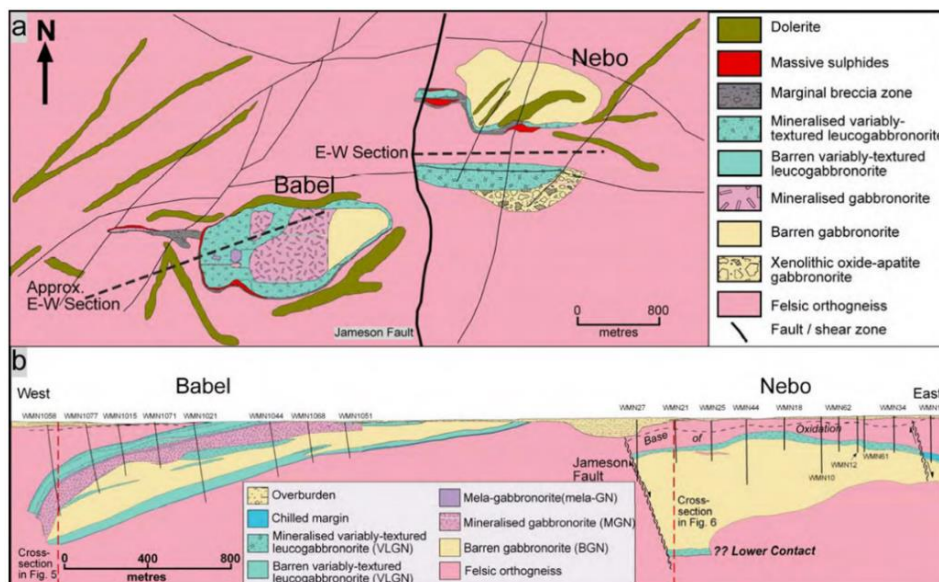 a
N
Nebo
E-W Section
Babel
Approx.
E-W Section
Jameson Fault
0 800
metres
Dolerite
Massive sulphides
Marginal breccia zone
Mineralised variably-
textured leucogabbronorite
Barren variably-textured
leucogabbronorite
Mineralised gabbronorite
Barren gabbronorite
Xenolithic oxide-apatite
gabbronorite
Felsic orthogneiss
Fault / shear zone
b
West
Babel
Nebo
East
WMN1058
WMN1077
WMN1015
WMN1071
WMN1021
WMN1044
WMN1068
WMN1051
WMN27
WMN21
WMN25
WMN44
WMN18
WMN62
WMN34
Base of Oxidation
WMN12
WMN61
WMN10
Jameson
Fault
Cross-
section
in Fig. 6
?? Lower Contact
Cross-
section
in Fig. 5
0 400 800
metres
Overburden
Chilled margin
Mineralised variably-textured
leucogabbronorite (VLGN)
Barren variably-textured
leucogabbronorite (VLGN)
Mela-gabbronorite(mela-GN)
Mineralised gabbronorite (MGN)
Barren gabbronorite (BGN)
Felsic orthogneiss